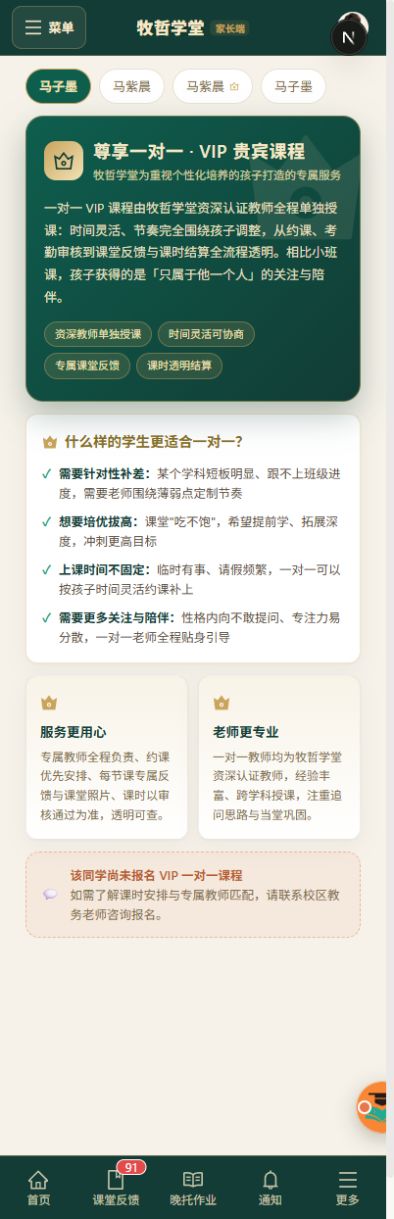 菜单
牧哲学堂 家长端
N
马子墨 马紫晨 马紫晨 马子墨
尊享一对一 · VIP 贵宾课程
牧哲学堂为重视个性化培养的孩子打造的专属服务
一对一 VIP 课程由牧哲学堂资深认证教师全程单独授
课：时间灵活、节奏完全围绕孩子调整，从约课、考
勤审核到课堂反馈与课时结算全流程透明。相比小班
课，孩子获得的是「只属于他一个人」的关注与陪
伴。
资深教师单独授课 时间灵活可协商
专属课堂反馈 课时透明结算
什么样的学生更适合一对一？
✓ 需要针对性补差：某个学科短板明显、跟不上班级进
度，需要老师围绕薄弱点定制节奏
✓ 想要培优拔高：课堂"吃不饱"，希望提前学、拓展深
度，冲刺更高目标
✓ 上课时间不固定：临时有事、请假频繁，一对一可以
按孩子时间灵活约课补上
✓ 需要更多关注与陪伴：性格内向不敢提问、专注力易
分散，一对一老师全程贴身引导
服务更用心
专属教师全程负责、约课
优先安排、每节课专属反
馈与课堂照片、课时以审
核通过为准，透明可查。
老师更专业
一对一教师均为牧哲学堂
资深认证教师，经验丰
富、跨学科授课，注重追
问思路与当堂巩固。
该同学尚未报名 VIP 一对一课程
如需了解课时安排与专属教师匹配，请联系校区教
务老师咨询报名。
91
首页 课堂反馈 晚托作业 通知 更多